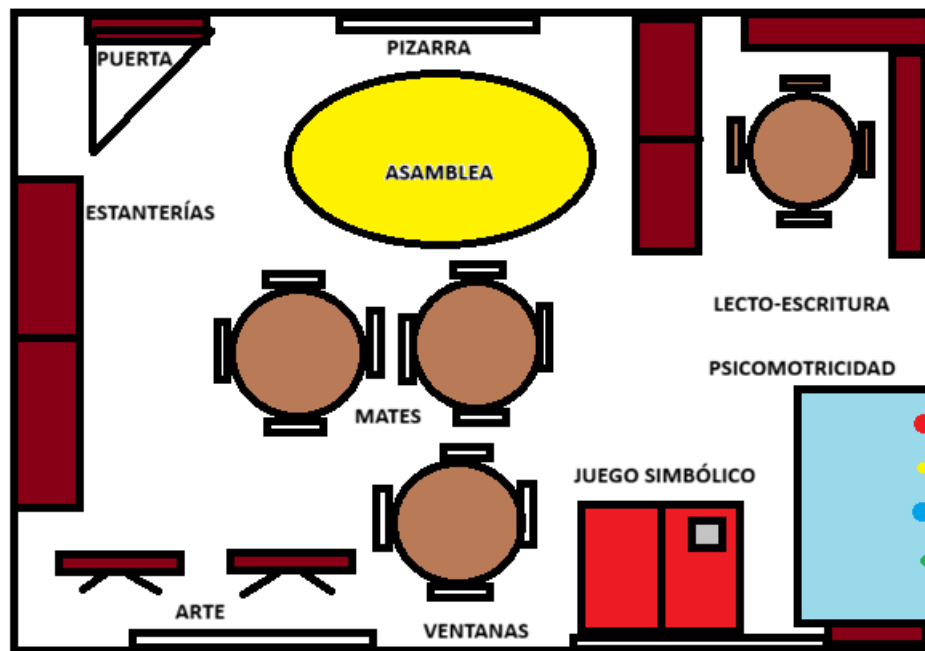 PUERTA
PIZARRA
ASAMBLEA
ESTANTERÍAS
LECTO-ESCRITURA
PSICOMOTRICIDAD
MATES
JUEGO SIMBÓLICO
ARTE
VENTANAS